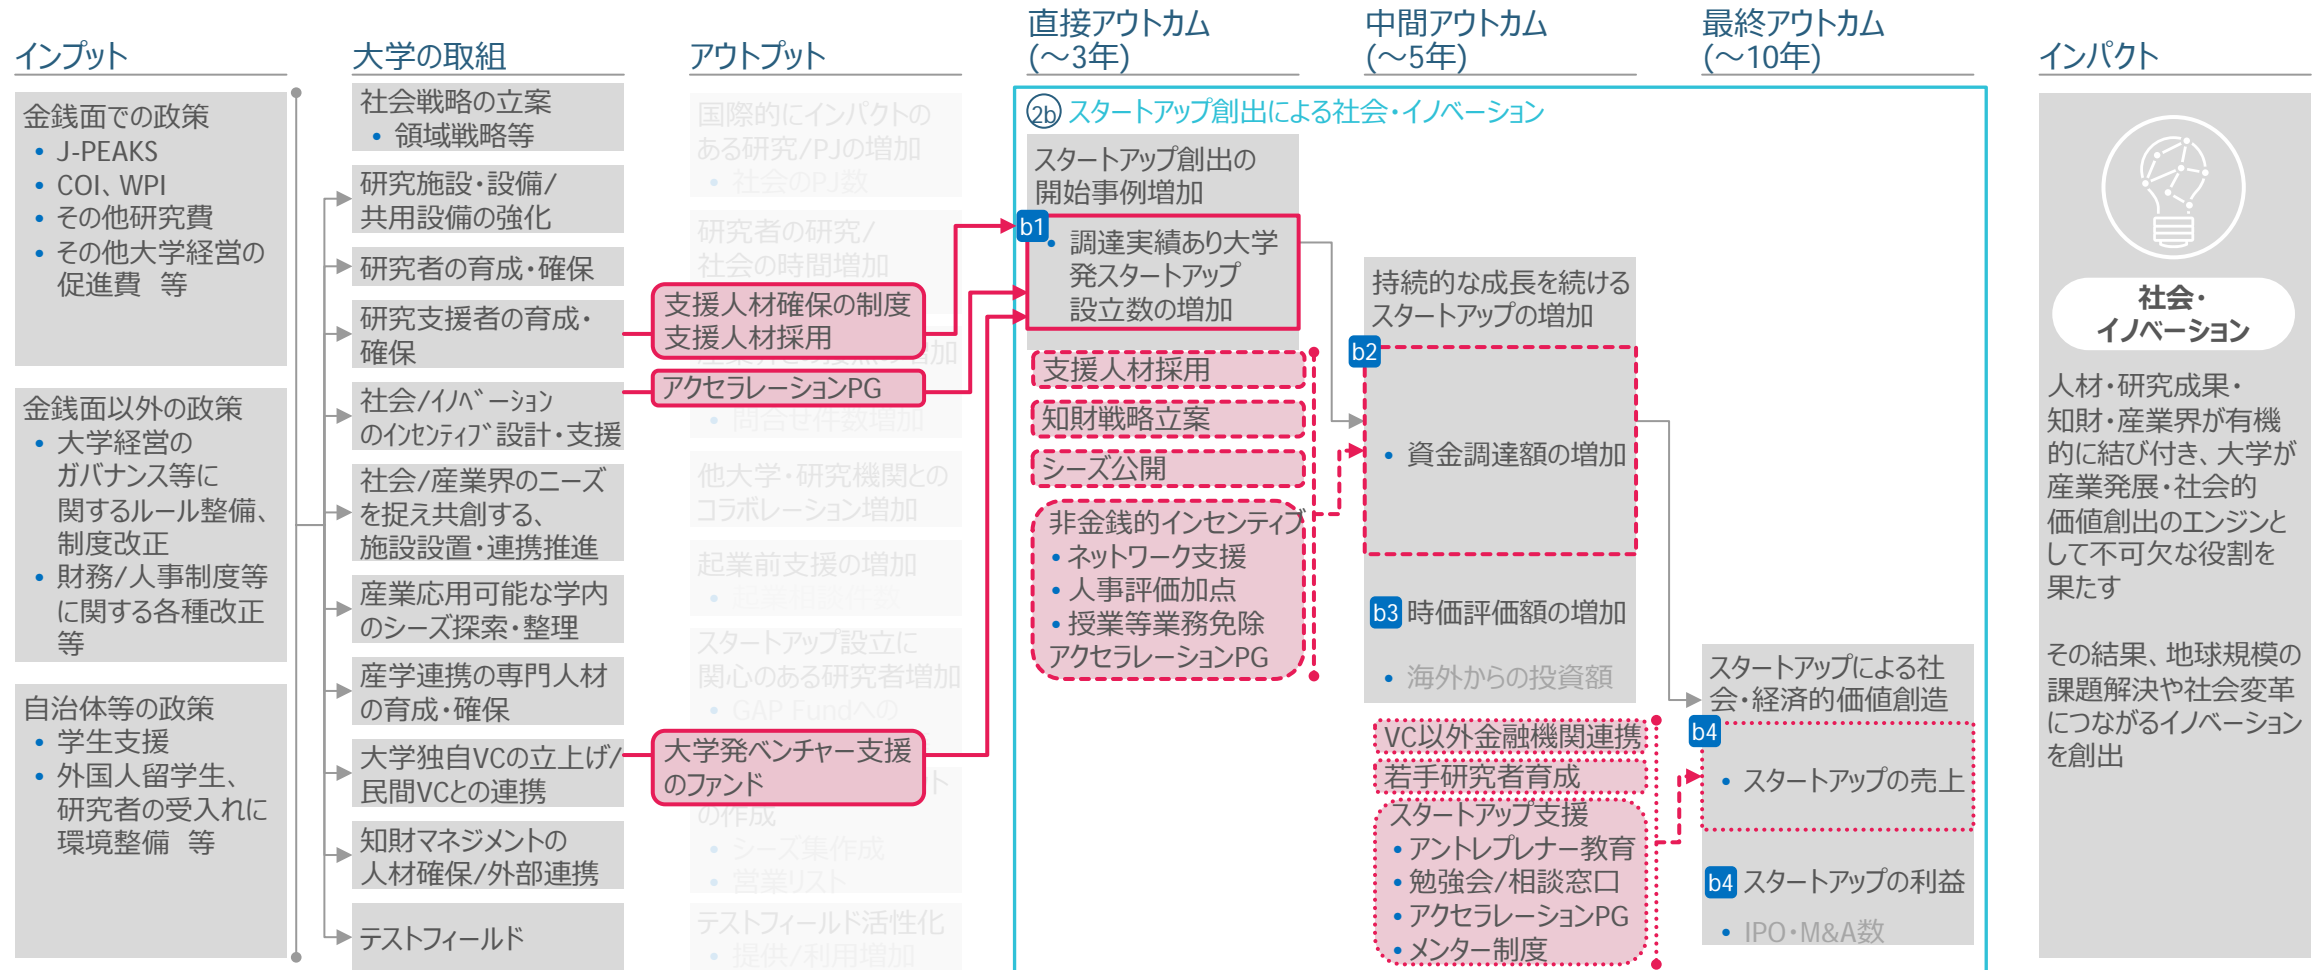 インプット
金銭面での政策
• J-PEAKS
• COI、WPI
• その他研究費
• その他大学経営の
促進費 等
金銭面以外の政策
• 大学経営の
ガバナンス等に
関するルール整備、
制度改正
• 財務/人事制度等
に関する各種改正
等
自治体等の政策
• 学生支援
• 外国人留学生、
研究者の受入れに
環境整備 等
大学の取組
社会戦略の立案
• 領域戦略等
研究施設・設備/
共用設備の強化
研究者の育成・確保
研究支援者の育成・
確保
社会/イノベーション
のインセンティブ設計・支援
社会/産業界のニーズ
を捉え共創する、
施設設置・連携推進
産業応用可能な学内
のシーズ探索・整理
産学連携の専門人材
の育成・確保
大学独自VCの立上げ/
民間VCとの連携
知財マネジメントの
人材確保/外部連携
テストフィールド
アウトプット
国際的にインパクトの
ある研究/PJの増加
• 社会のPJ数
研究者の研究/
社会の時間増加
支援人材確保の制度
支援人材採用
アクセラレーションPG
• 問合せ件数増加
他大学・研究機関との
コラボレーション増加
起業前支援の増加
スタートアップ設立に
関心のある研究者増加
• GAP Fundへの
大学発ベンチャー支援
のファンド
の作成
• シーズ集作成
• 営業リスト
テストフィールド活性化
• 提供/利用増加
直接アウトカム
(～3年)
2b スタートアップ創出による社会・イノベーション
スタートアップ創出の
開始事例増加
b1
• 調達実績あり大学
発スタートアップ
設立数の増加
支援人材採用
知財戦略立案
シーズ公開
非金銭的インセンティブ
• ネットワーク支援
• 人事評価加点
• 授業等業務免除
アクセラレーションPG
中間アウトカム
(～5年)
持続的な成長を続ける
スタートアップの増加
b2
• 資金調達額の増加
b3 時価評価額の増加
• 海外からの投資額
VC以外金融機関連携
若手研究者育成
スタートアップ支援
• アントレプレナー教育
• 勉強会/相談窓口
• アクセラレーションPG
• メンター制度
最終アウトカム
(～10年)
スタートアップによる社
会・経済的価値創造
b4
• スタートアップの売上
b4 スタートアップの利益
• IPO・M&A数
インパクト
社会・
イノベーション
人材・研究成果・
知財・産業界が有機
的に結び付き、大学が
産業発展・社会的
価値創出のエンジンと
して不可欠な役割を
果たす
その結果、地球規模の
課題解決や社会変革
につながるイノベーション
を創出